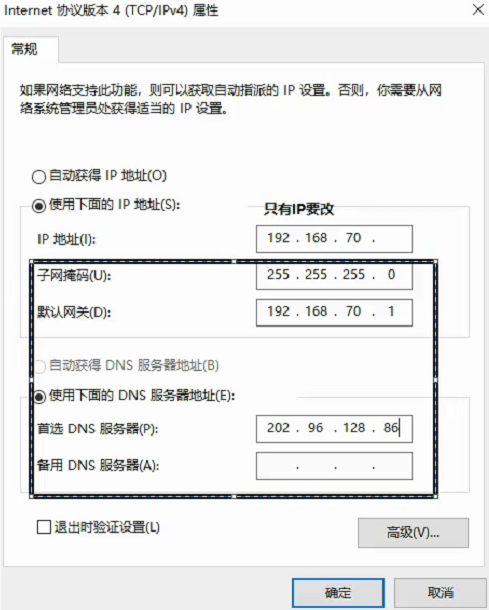 Internet 协议版本 4 (TCP/IPv4) 属性
常规
如果网络支持此功能，则可以获取自动指派的 IP 设置。否则，你需要从网
络系统管理员处获得适当的 IP 设置。
自动获得 IP 地址(O)
使用下面的 IP 地址(S):
只有IP要改
IP 地址(I):
192 . 168 . 70 .
子网掩码(U):
255 . 255 . 255 . 0
默认网关(D):
192 . 168 . 70 . 1
自动获得 DNS 服务器地址(B)
使用下面的 DNS 服务器地址(E):
首选 DNS 服务器(P):
202 . 96 . 128 . 86
备用 DNS 服务器(A):
. . .
退出时验证设置(L)
高级(V)...
确定
取消